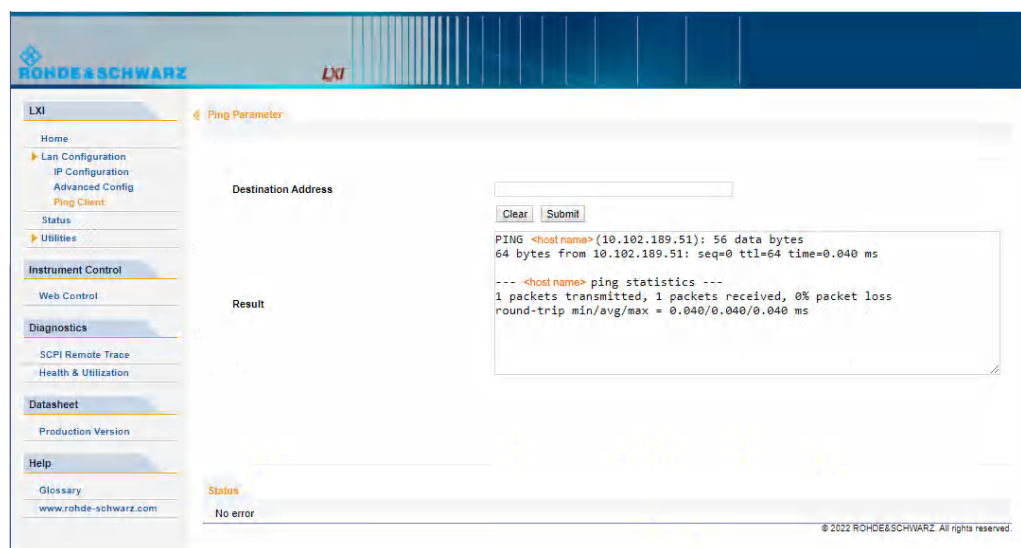 ROHDE&SCHWARZ
LXI
LXI
Home
Lan Configuration
IP Configuration
Advanced Config
Ping Client
Status
Utilities
Instrument Control
Web Control
Diagnostics
SCPI Remote Trace
Health & Utilization
Datasheet
Production Version
Help
Glossary
www.rohde-schwarz.com
Ping Parameter
Destination Address
Clear Submit
Result
PING <host name> (10.102.189.51): 56 data bytes
64 bytes from 10.102.189.51: seq=0 ttl=64 time=0.040 ms
--- <host name> ping statistics ---
1 packets transmitted, 1 packets received, 0% packet loss
round-trip min/avg/max = 0.040/0.040/0.040 ms
Status
No error
© 2022 ROHDE&SCHWARZ. All rights reserved.